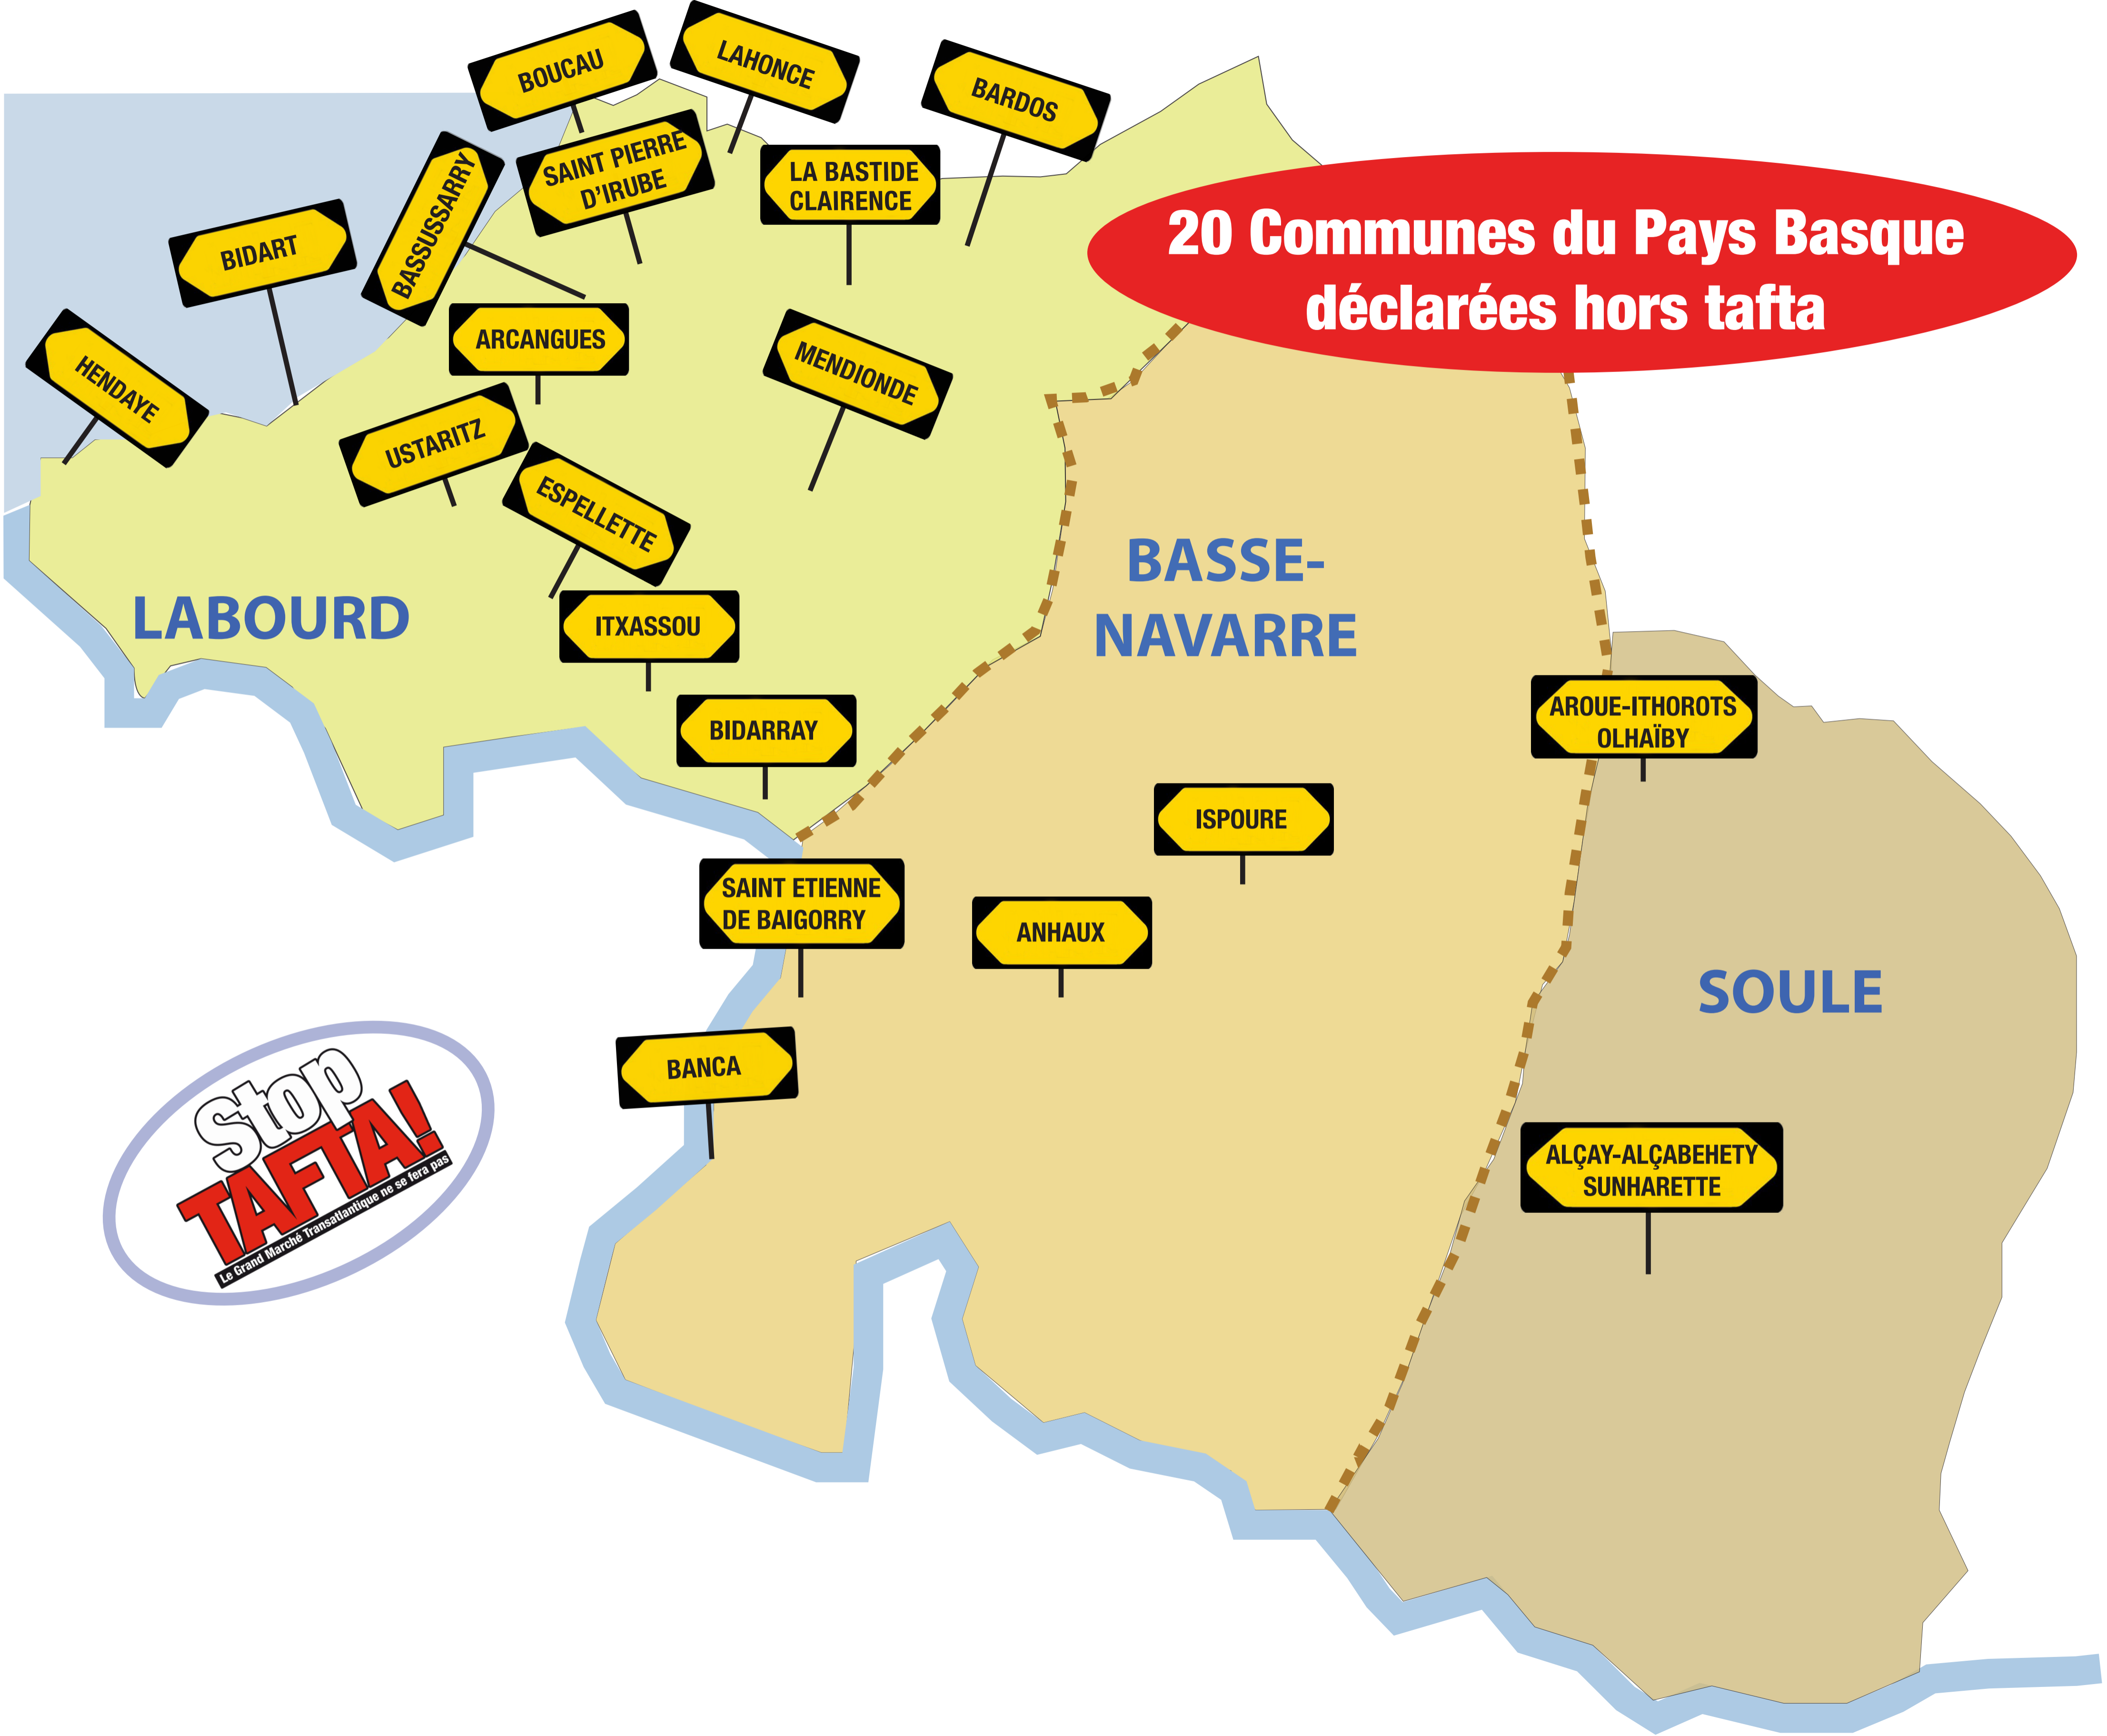 BOUCAU
LAHONCE
BARDOS
SAINT PIERRE
D'IRUBE
LA BASTIDE
CLAIRENCE
BASSUSSARRY
BIDART
20 Communes du Pays Basque
déclarées hors tafta
HENDAYE
ARCANGUES
MENDIONDE
USTARITZ
ESPELLETTE
BASSE-
NAVARRE
LABOURD
ITXASSOU
BIDARRAY
AROUE-ITHOROTS
OLHAÏBY
ISPOURE
SAINT ETIENNE
DE BAIGORRY
ANHAUX
SOULE
BANCA
Stop
TAFTA!
Le Grand Marché Transatlantique ne se fera pas
ALÇAY-ALÇABEHETY
SUNHARETTE